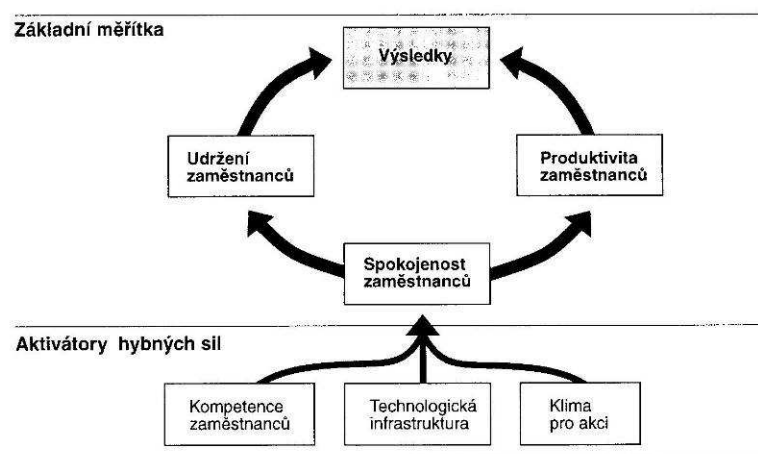 Základní měřítka
Výsledky
Udržení
zaměstnanců
Produktivita
zaměstnanců
Spokojenost
zaměstnanců
Aktivátory hybných sil
Kompetence
zaměstnanců
Technologická
infrastruktura
Klima
pro akci